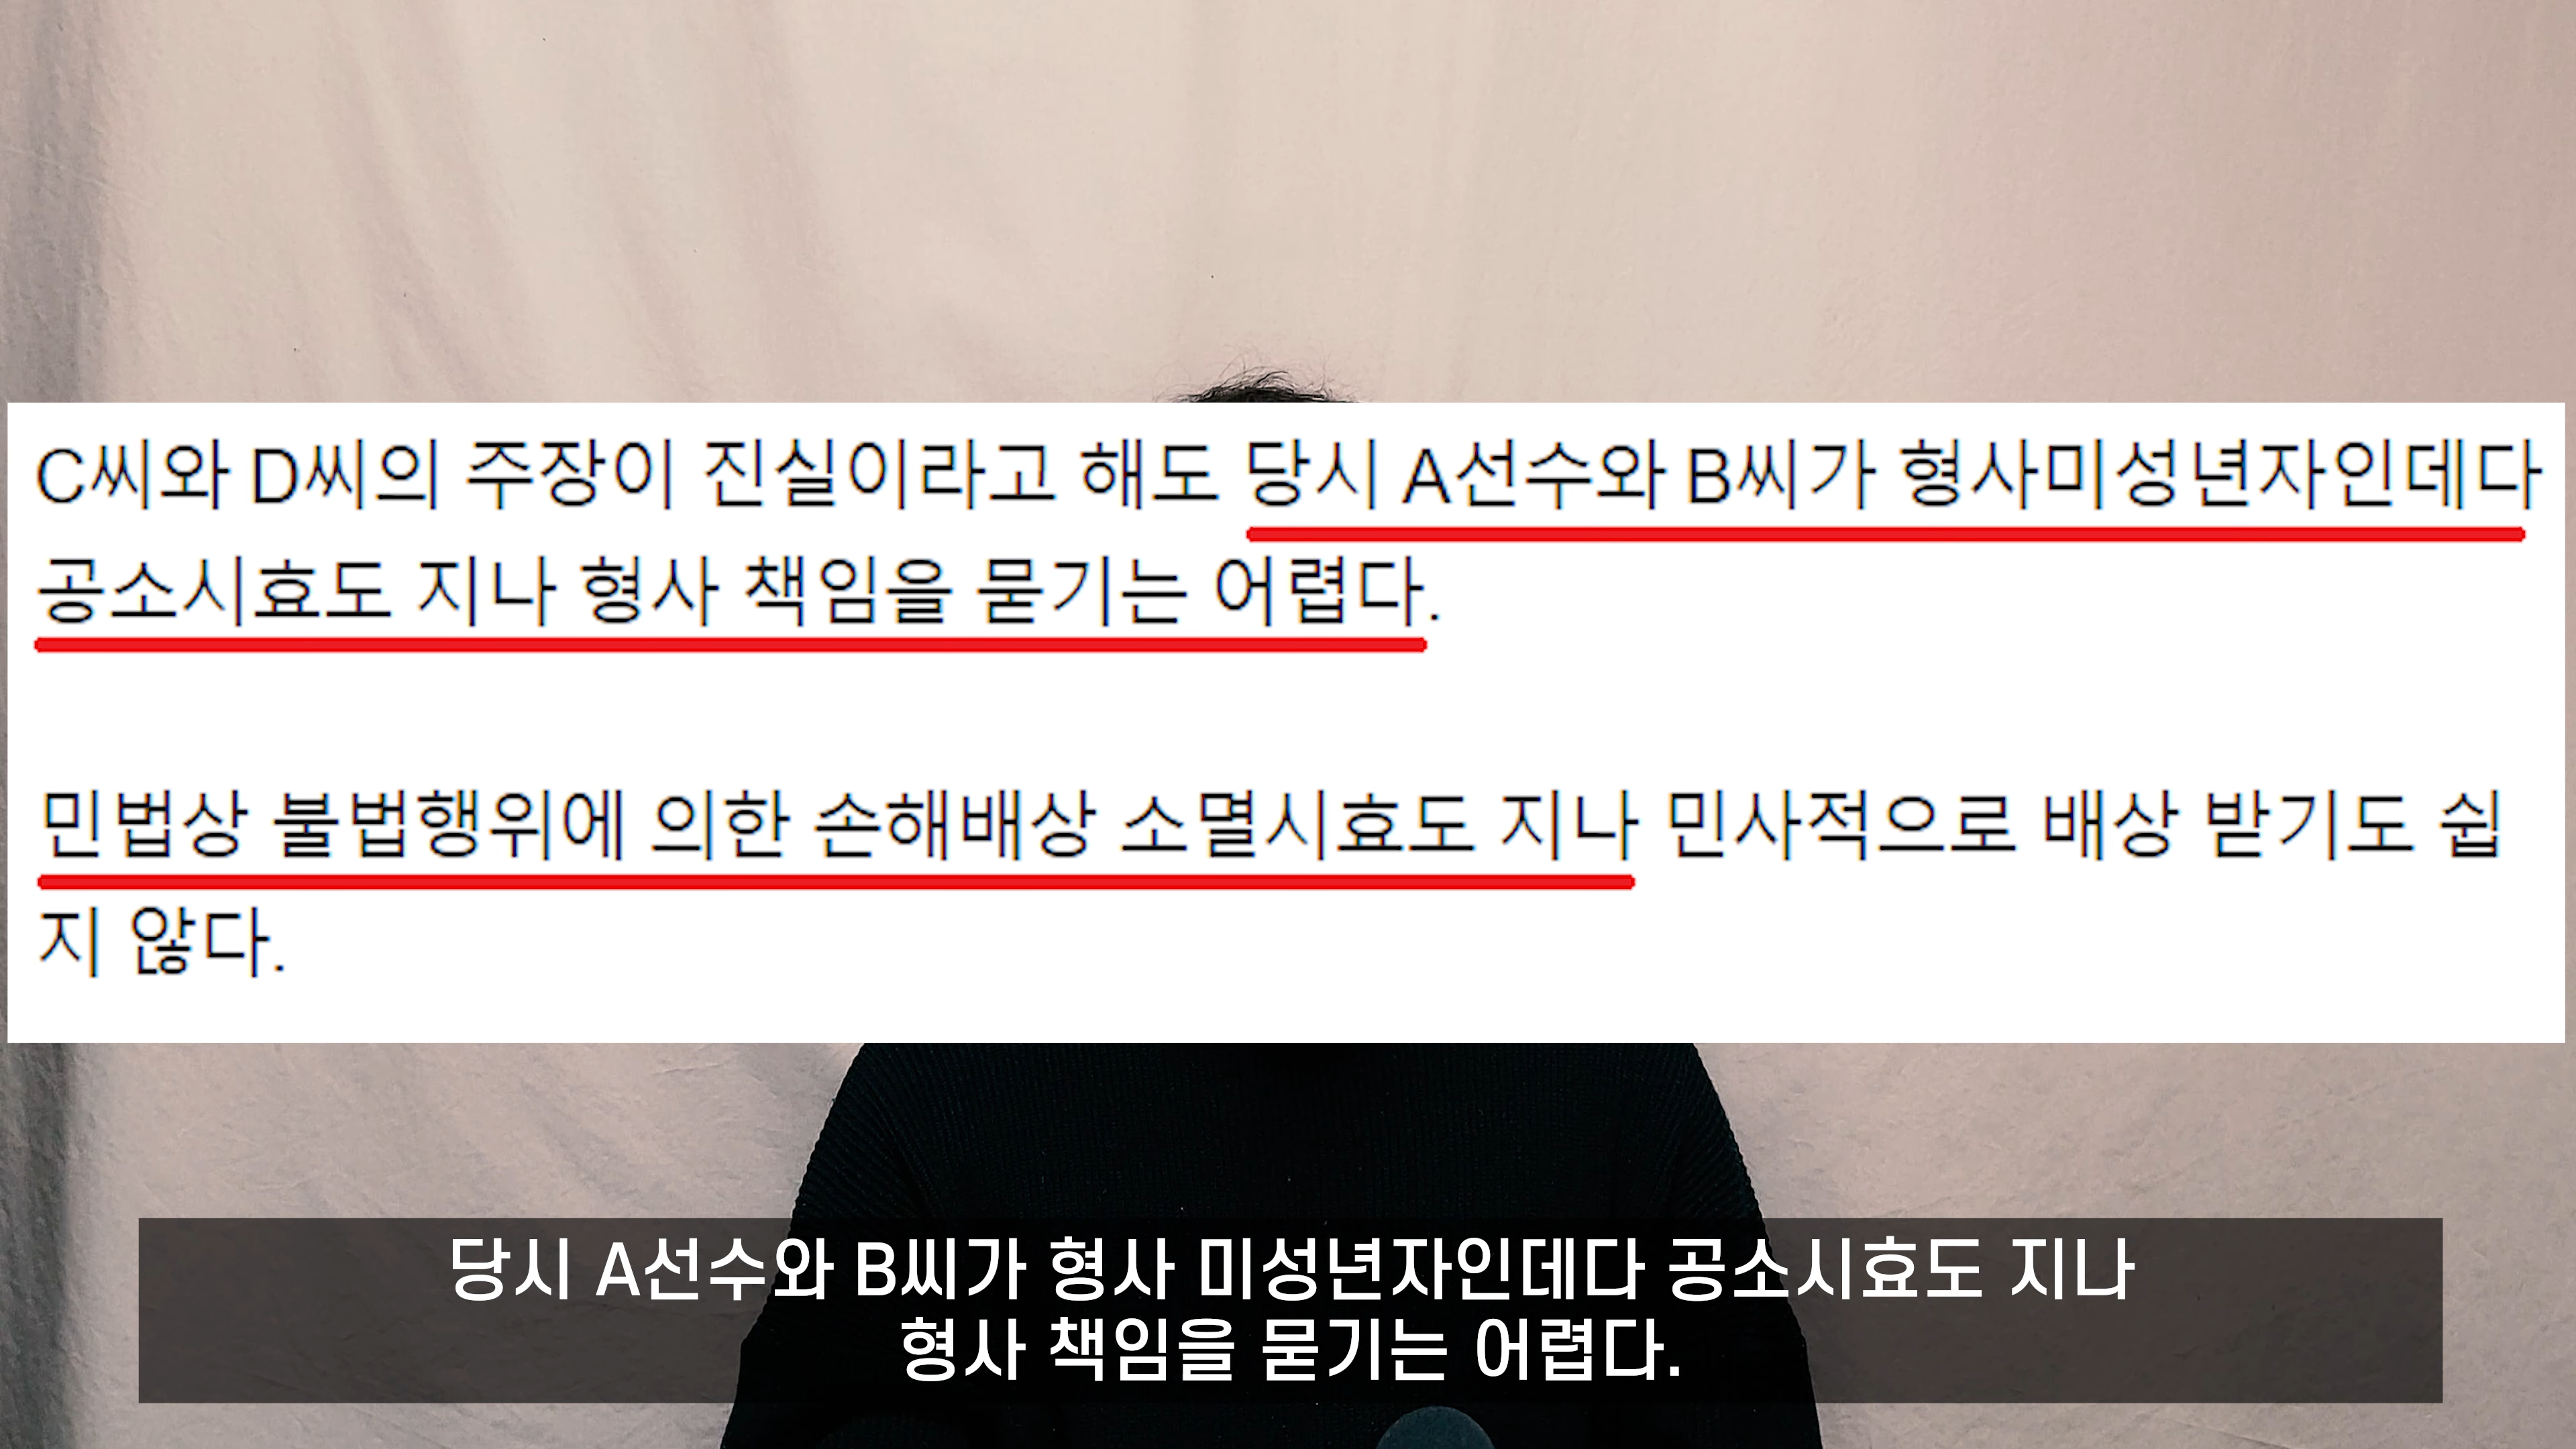 C씨와 D씨의 주장이 진실이라고 해도 당시 A선수와 B씨가 형사미성년자인데다
공소시효도 지나 형사 책임을 묻기는 어렵다.
민법상 불법행위에 의한 손해배상 소멸시효도 지나 민사적으로 배상 받기도 쉽
지 않다.
당시 A선수와 B씨가 형사 미성년자인데다 공소시효도 지나
형사 책임을 묻기는 어렵다.